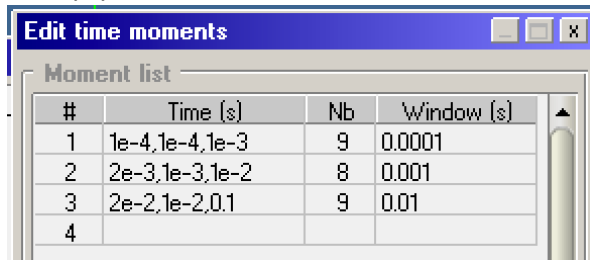 Edit time moments
Moment list
# Time (s) Nb Window (s)
1 1e-4,1e-4,1e-3 9 0.0001
2 2e-3,1e-3,1e-2 8 0.001
3 2e-2,1e-2,0.1 9 0.01
4